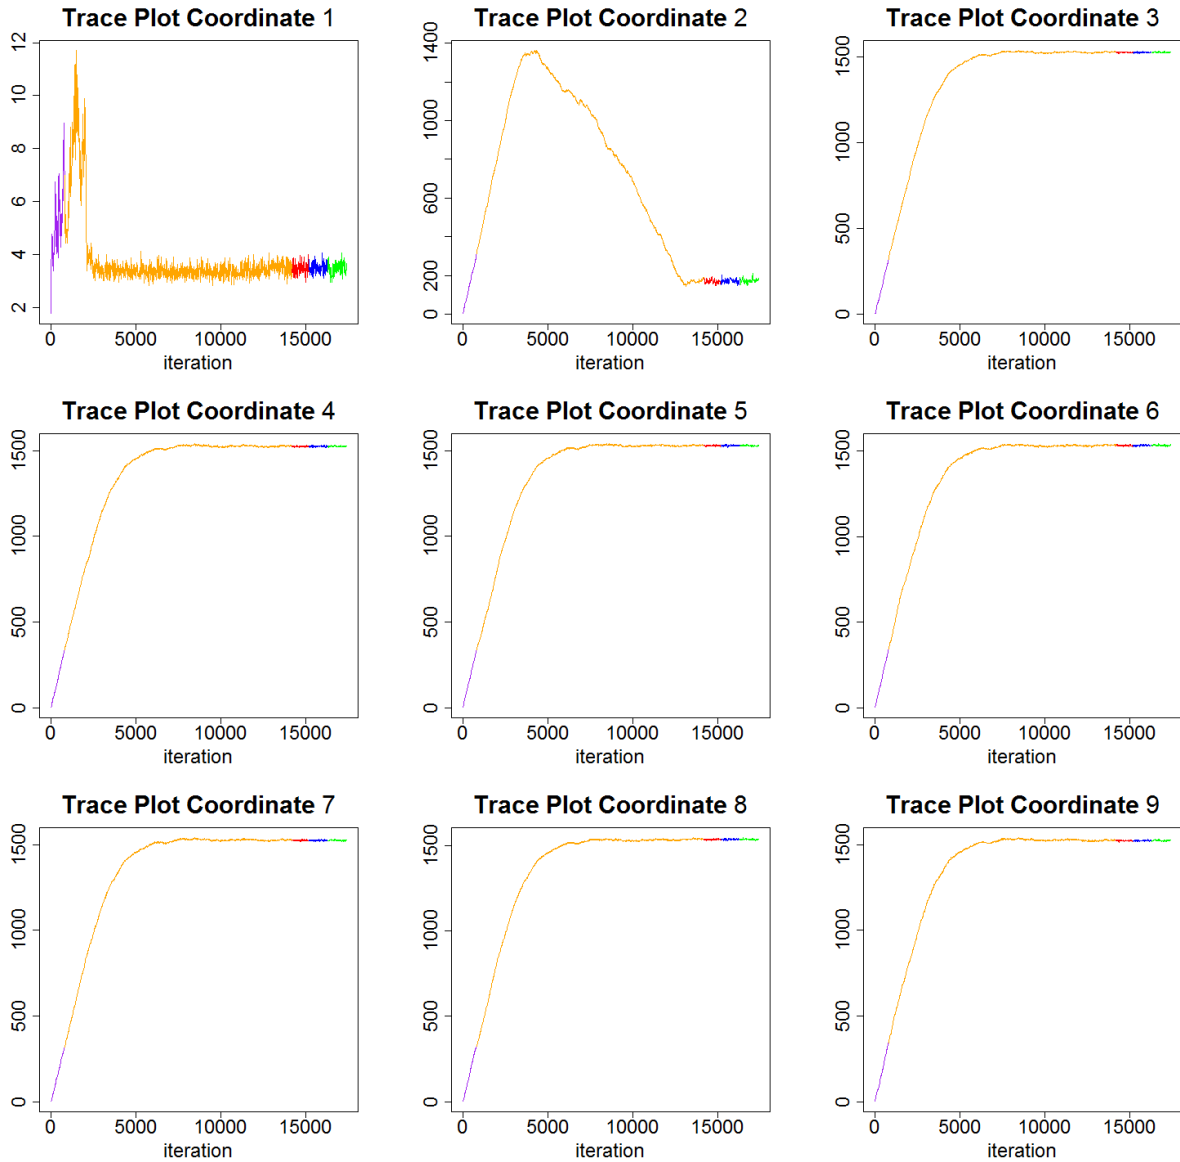 Trace Plot Coordinate 1
12
10
8
6
4
2
0 5000 10000 15000
iteration
Trace Plot Coordinate 2
1400
1000
600
200
0
0 5000 10000 15000
iteration
Trace Plot Coordinate 3
1500
1000
500
0
0 5000 10000 15000
iteration
Trace Plot Coordinate 4
1500
1000
500
0
0 5000 10000 15000
iteration
Trace Plot Coordinate 5
1500
1000
500
0
0 5000 10000 15000
iteration
Trace Plot Coordinate 6
1500
1000
500
0
0 5000 10000 15000
iteration
Trace Plot Coordinate 7
1500
1000
500
0
0 5000 10000 15000
iteration
Trace Plot Coordinate 8
1500
1000
500
0
0 5000 10000 15000
iteration
Trace Plot Coordinate 9
1500
1000
500
0
0 5000 10000 15000
iteration